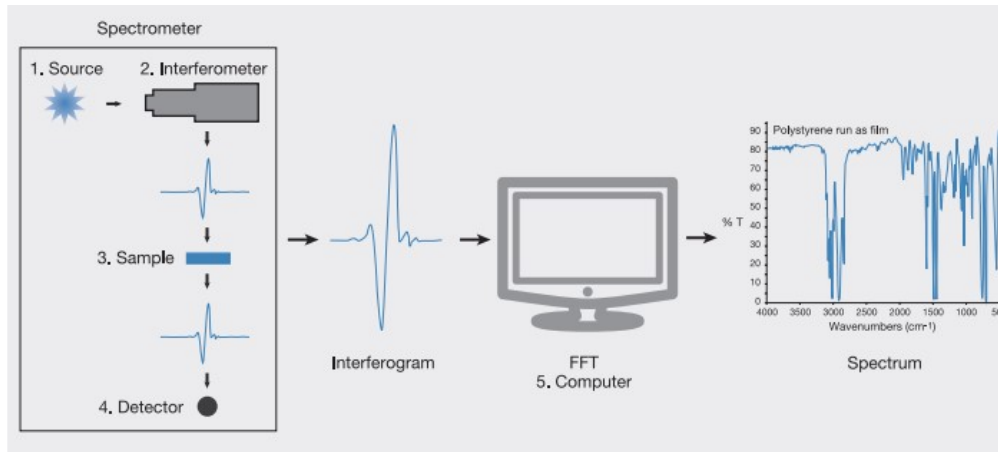 Spectrometer
1. Source
2. Interferometer
3. Sample
4. Detector
Interferogram
FFT
5. Computer
Polystyrene run as film
% T
90
80
70
60
50
40
30
20
10
0
4000 3500 3000 2500 2000 1500 1000 500
Wavenumbers (cm-1)
Spectrum